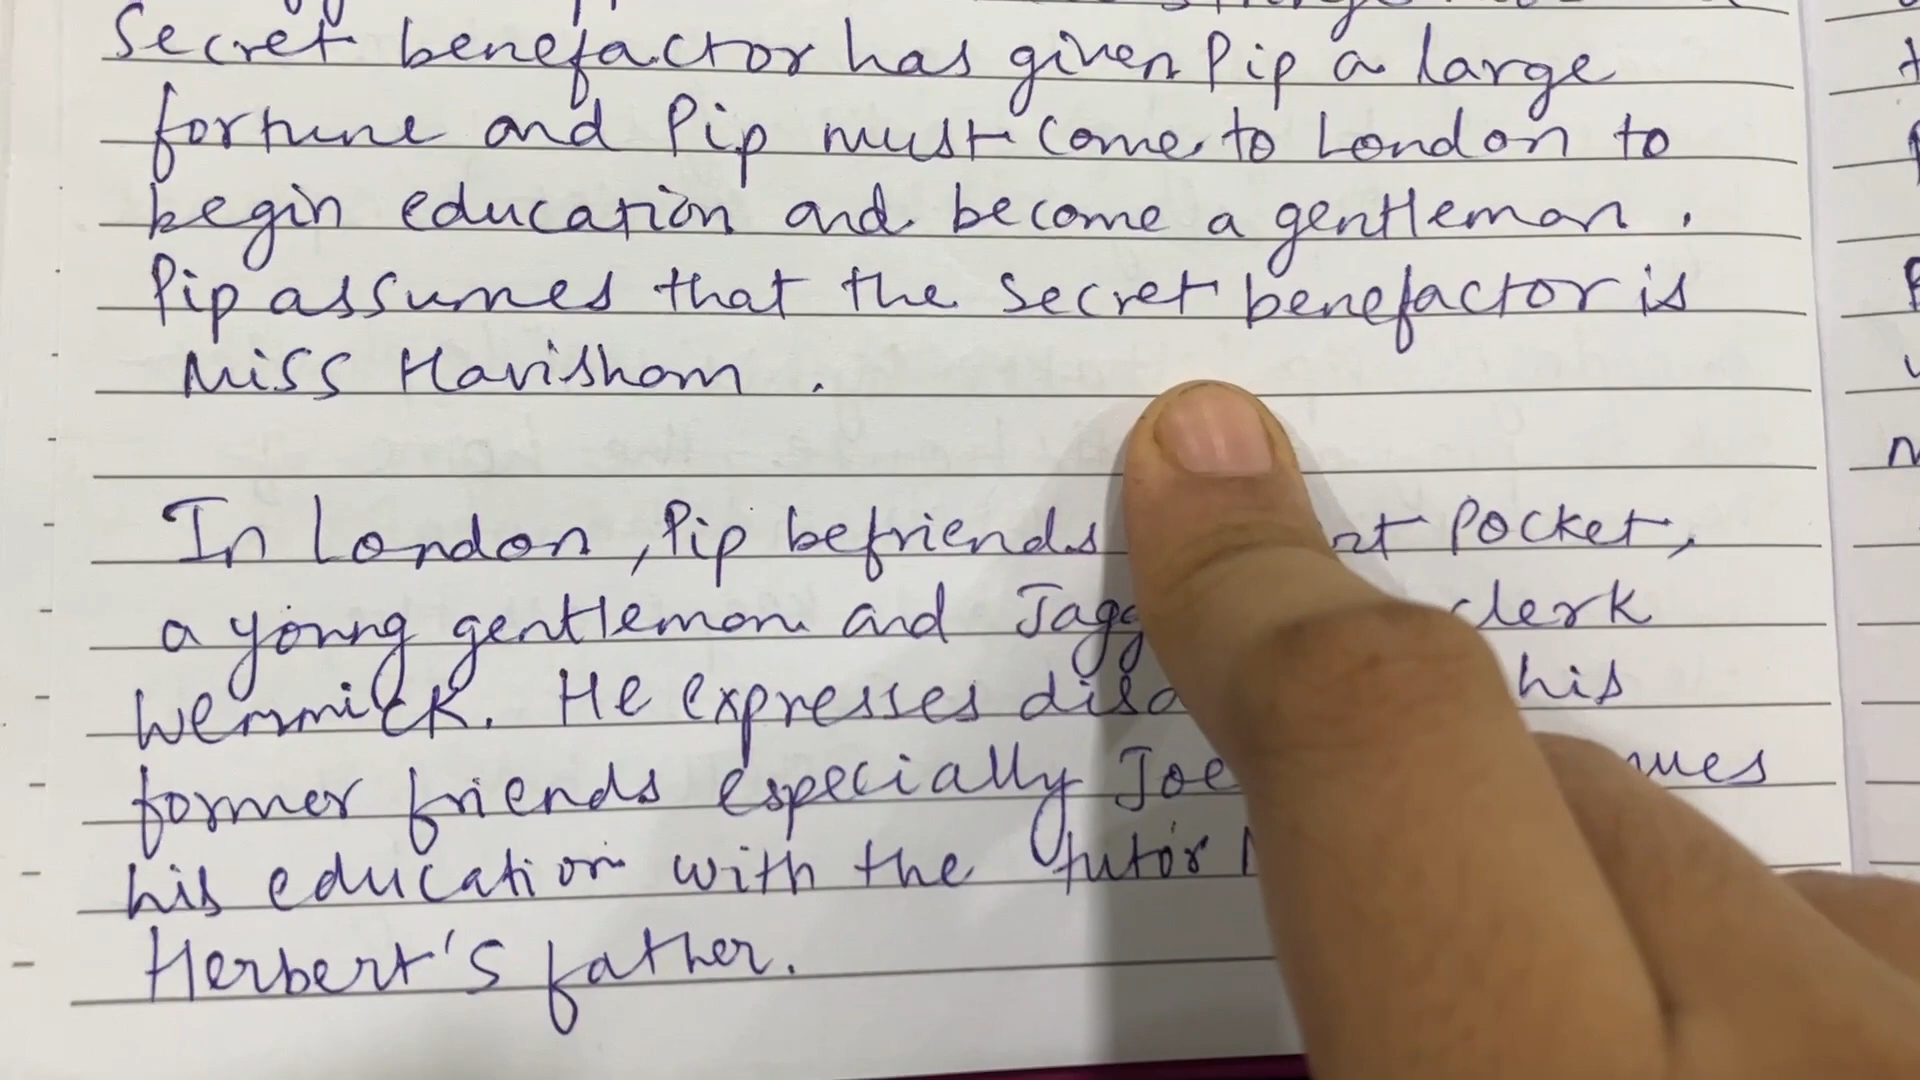 Secret benefactor has given Pip a large
fortune and Pip must come to London to
begin education and become a gentleman.
Pip assumes that the secret benefactor is
Miss Havisham.
In London, Pip befriends Pocket,
a young gentleman and clerk
Wemmick. He expresses his
former friends especially Joe
his education with the tutor
Herbert's father.